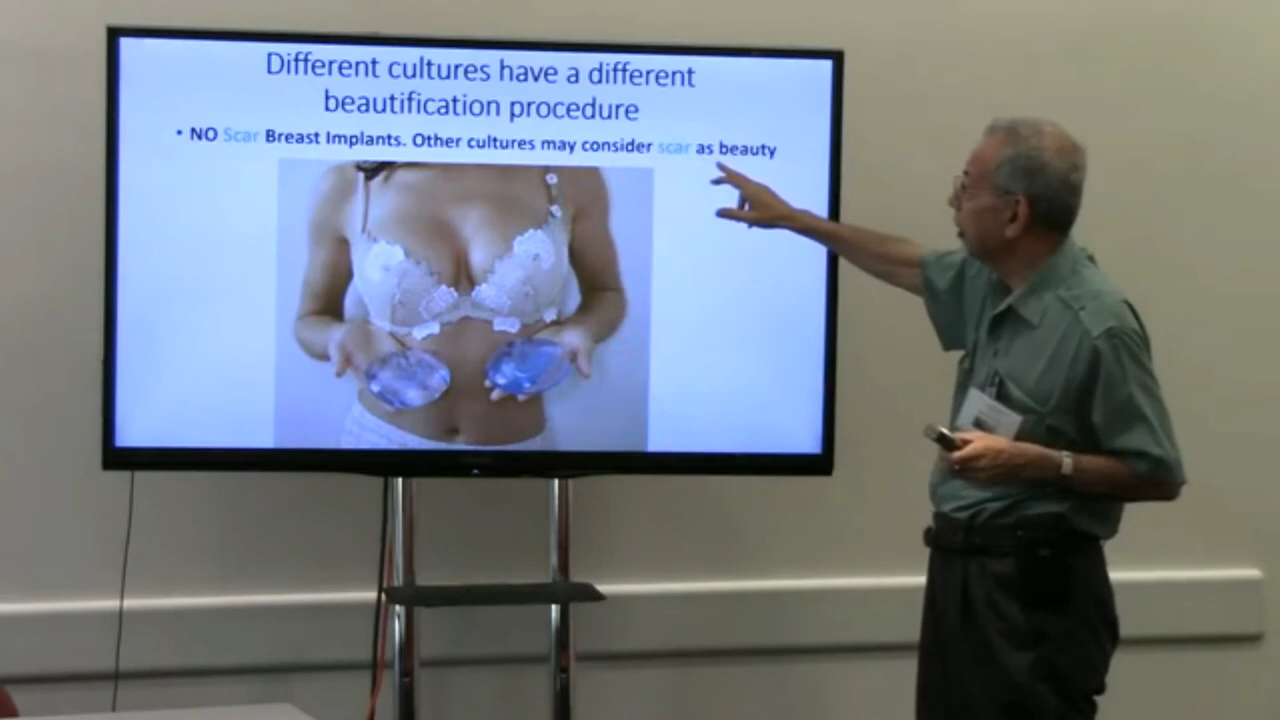 Different cultures have a different
beautification procedure
• NO Scar Breast Implants. Other cultures may consider scar as beauty